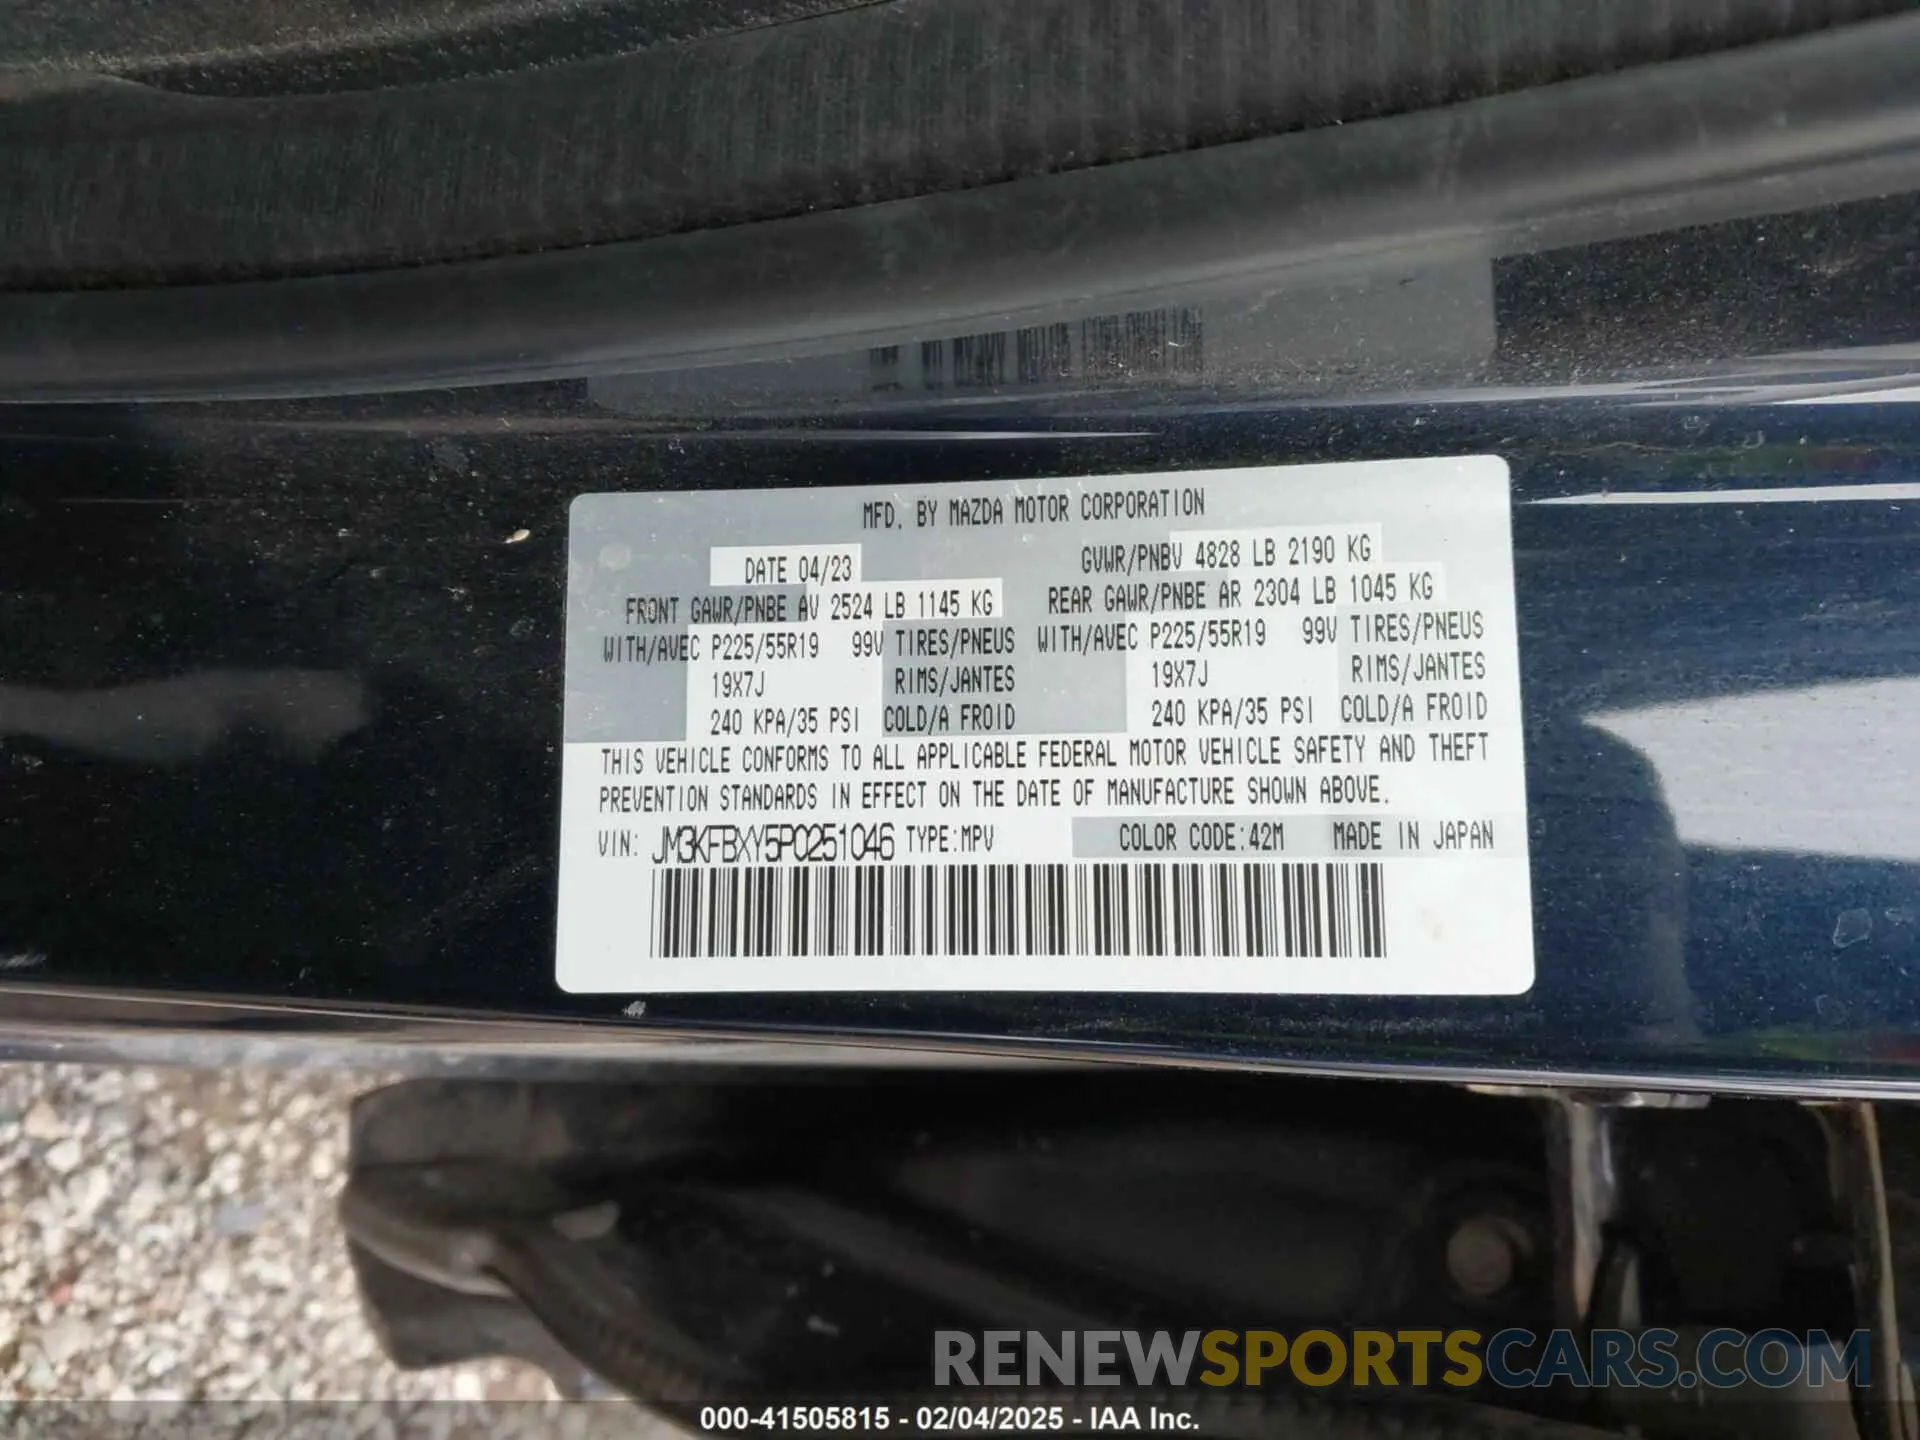 MFD. BY MAZDA MOTOR CORPORATION
DATE 04/23 GVWR/PNBV 4828 LB 2190 KG
FRONT GAWR/PNBE AV 2524 LB 1145 KG REAR GAWR/PNBE AR 2304 LB 1045 KG
WITH/AVEC P225/55R19 99V TIRES/PNEUS WITH/AVEC P225/55R19 99V TIRES/PNEUS
19X7J RIMS/JANTES 19X7J RIMS/JANTES
240 KPA/35 PSI COLD/A FROID 240 KPA/35 PSI COLD/A FROID
THIS VEHICLE CONFORMS TO ALL APPLICABLE FEDERAL MOTOR VEHICLE SAFETY AND THEFT
PREVENTION STANDARDS IN EFFECT ON THE DATE OF MANUFACTURE SHOWN ABOVE.
VIN: JM3KFBXY5P0251046 TYPE:MPV COLOR CODE:42M MADE IN JAPAN
RENEWSPORTSCARS.COM
000-41505815 - 02/04/2025 - IAA Inc.